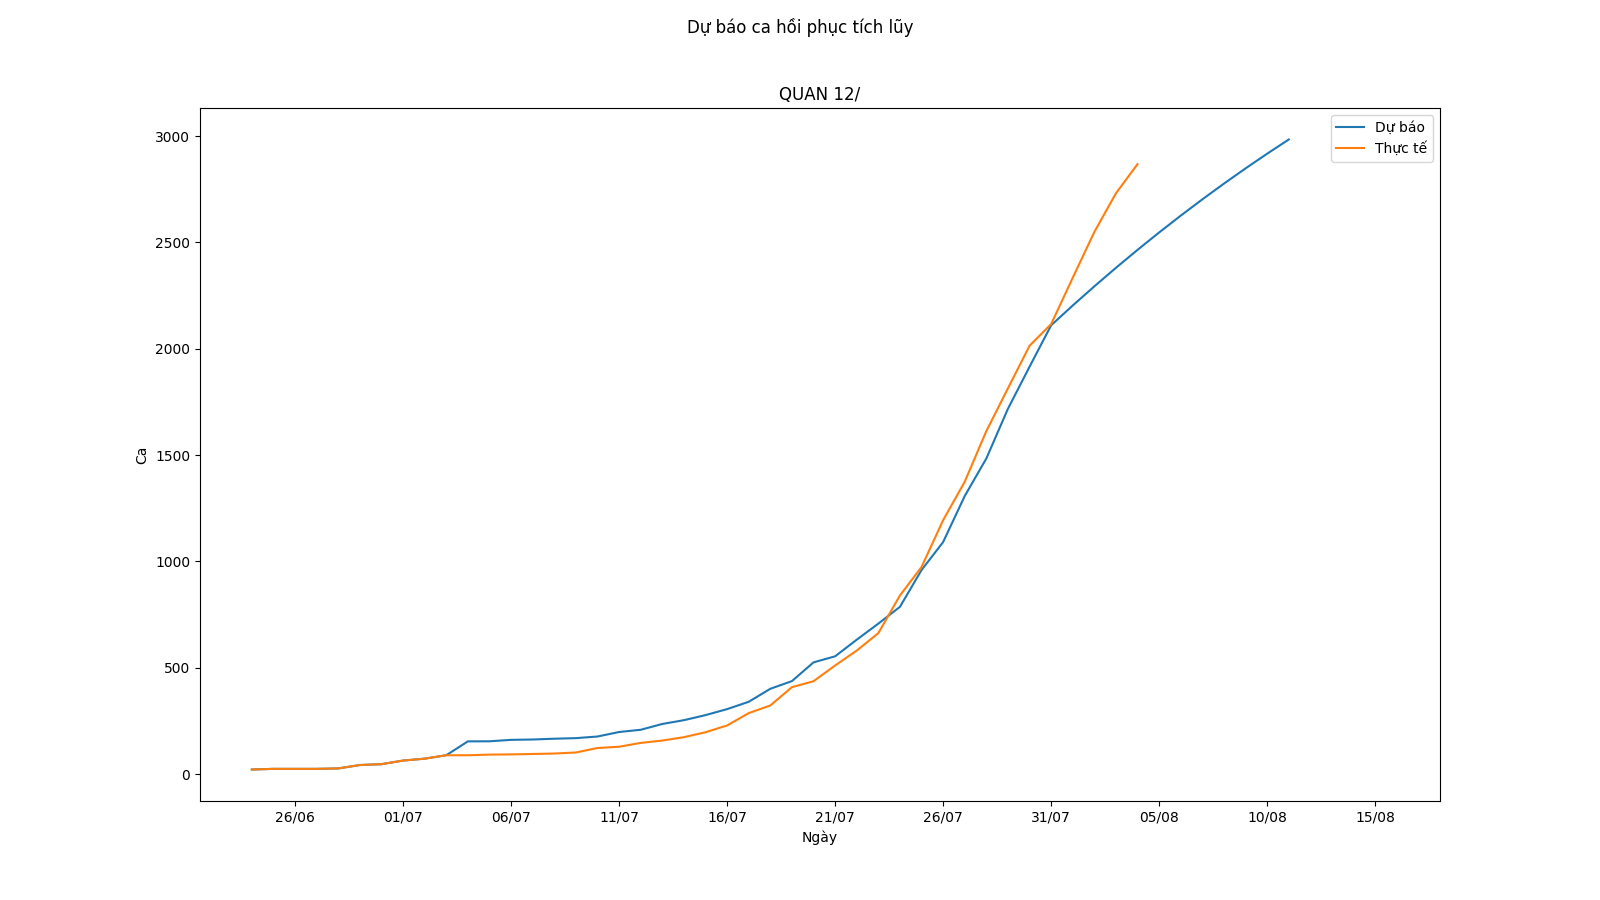 Dự báo ca hồi phục tích lũy
QUAN 12/
Dự báo
Thực tế
3000
2500
2000
1500
1000
500
0
Ca
26/06 01/07 06/07 11/07 16/07 21/07 26/07 31/07 05/08 10/08 15/08
Ngày